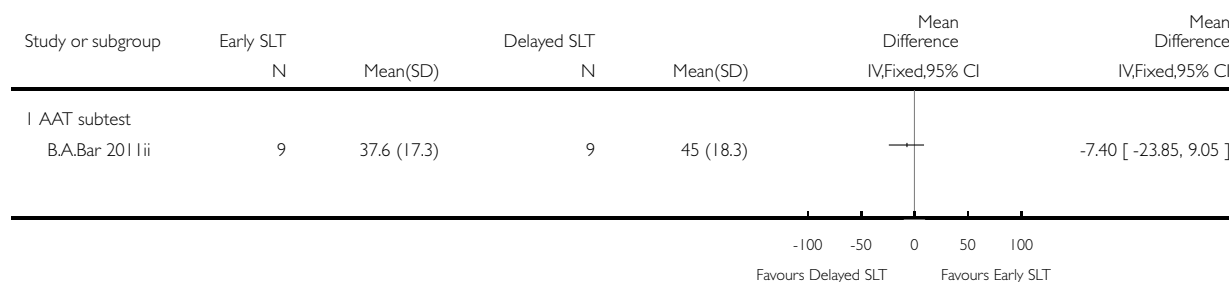 Study or subgroup Early SLT Delayed SLT Mean Difference Mean Difference
N Mean(SD) N Mean(SD) IV,Fixed,95% CI IV,Fixed,95% CI
1 AAT subtest
B.A.Bar 2011ii 9 37.6 (17.3) 9 45 (18.3) -7.40 [ -23.85, 9.05 ]
-100 -50 0 50 100
Favours Delayed SLT Favours Early SLT